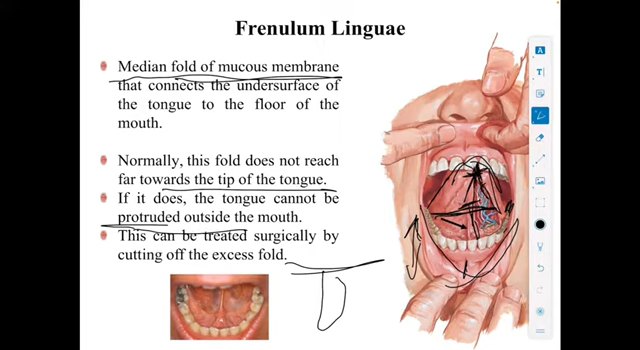 Frenulum Linguae
Median fold of mucous membrane
that connects the undersurface of
the tongue to the floor of the
mouth.
Normally, this fold does not reach
far towards the tip of the tongue.
If it does, the tongue cannot be
protruded outside the mouth.
This can be treated surgically by
cutting off the excess fold.